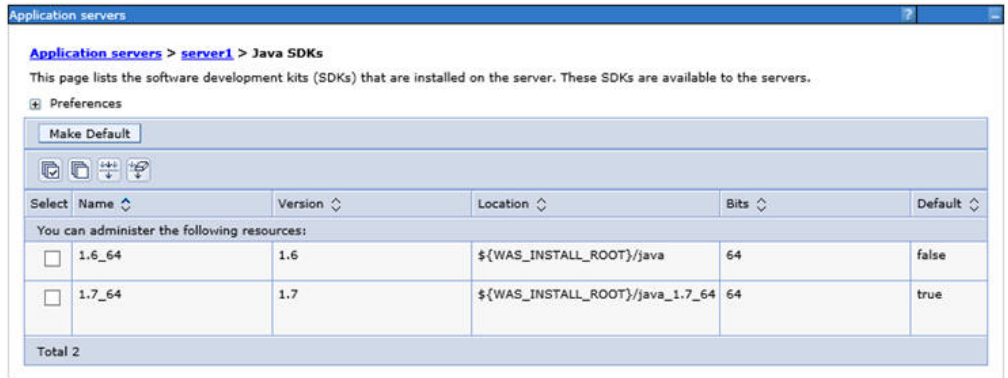 Application servers ? –
Application servers > server1 > Java SDKs
This page lists the software development kits (SDKs) that are installed on the server. These SDKs are available to the servers.
+ Preferences
Make Default
Select Name Version Location Bits Default
You can administer the following resources:
1.6_64 1.6 ${WAS_INSTALL_ROOT}/java 64 false
1.7_64 1.7 ${WAS_INSTALL_ROOT}/java_1.7_64 64 true
Total 2